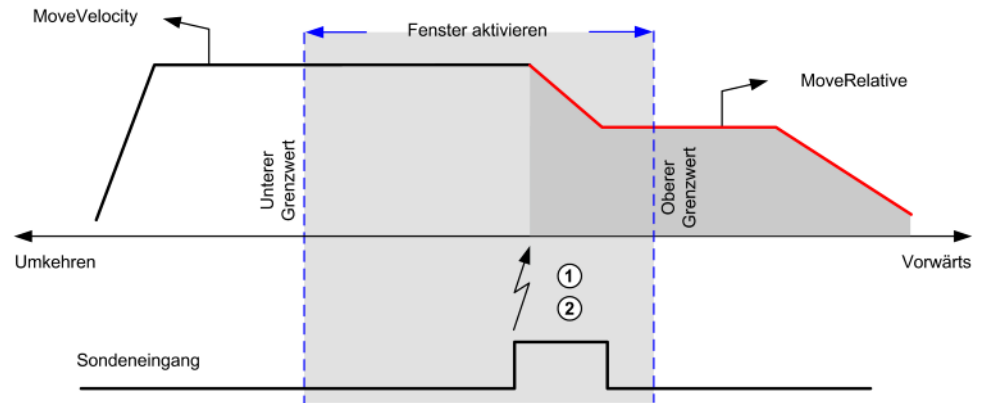 MoveVelocity
Fenster aktivieren
MoveRelative
Unterer
Grenzwert
Oberer
Grenzwert
Umkehren
Vorwärts
1
2
Sondeneingang